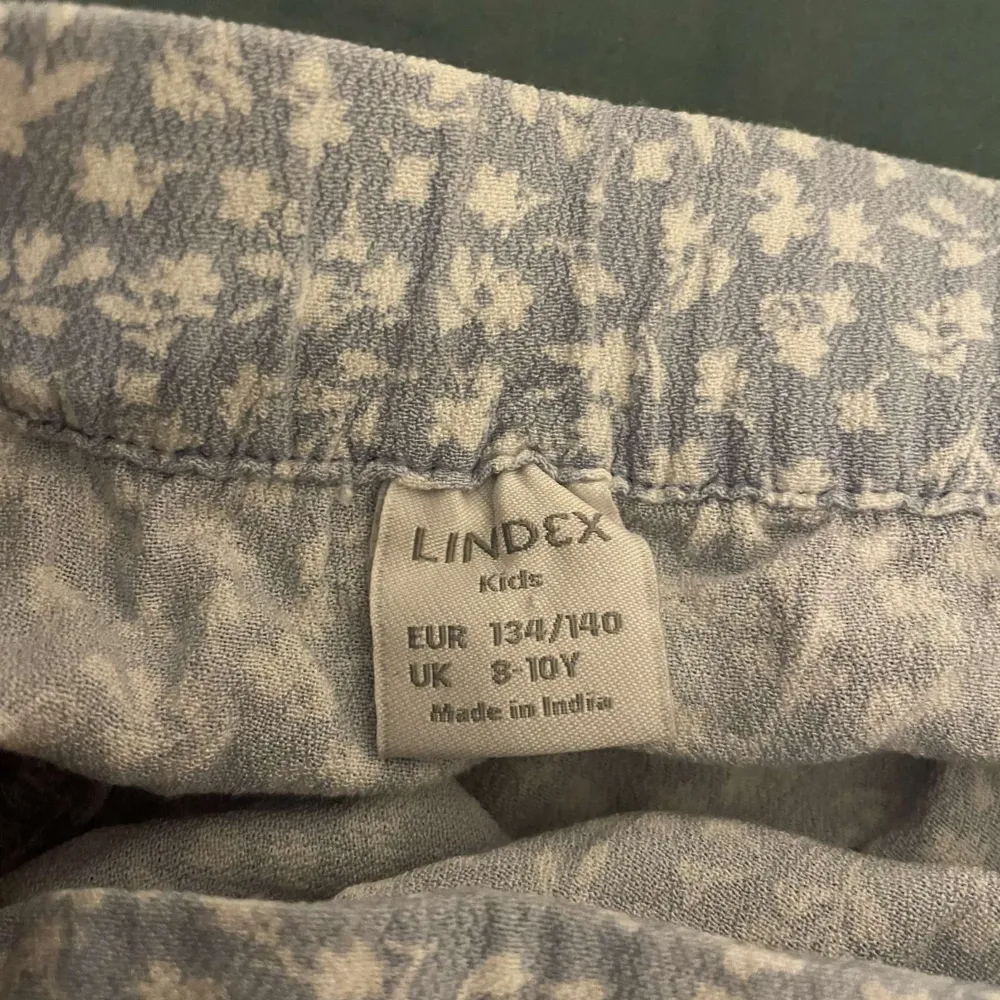 LINDEX
Kids
EUR 134/140
UK 8-10Y
Made in India